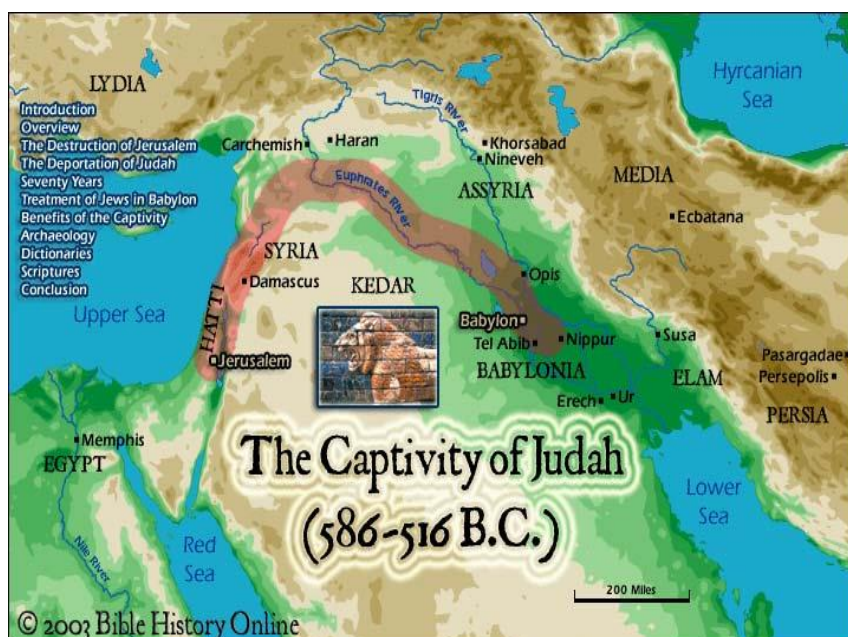 LYDIA
Introduction
Overview
The Destruction of Jerusalem
The Deportation of Judah
Seventy Years
Treatment of Jews in Babylon
Benefits of the Captivity
Archaeology
Dictionaries
Scriptures
Conclusion
Hyrcanian
Sea
Tigris River
Carchemish
Haran
Khorsabad
Nineveh
ASSYRIA
MEDIA
Ecbatana
Euphrates River
SYRIA
Damascus
KEDAR
Opis
Upper Sea
HATTI
Babylon
Tel Abib
Nippur
Susa
Jerusalem
BABYLONIA
ELAM
Pasargadae
Persepolis
PERSIA
Erech
Ur
Memphis
EGYPT
The Captivity of Judah
(586-516 B.C.)
Lower
Sea
Nile River
Red
Sea
200 Miles
© 2003 Bible History Online